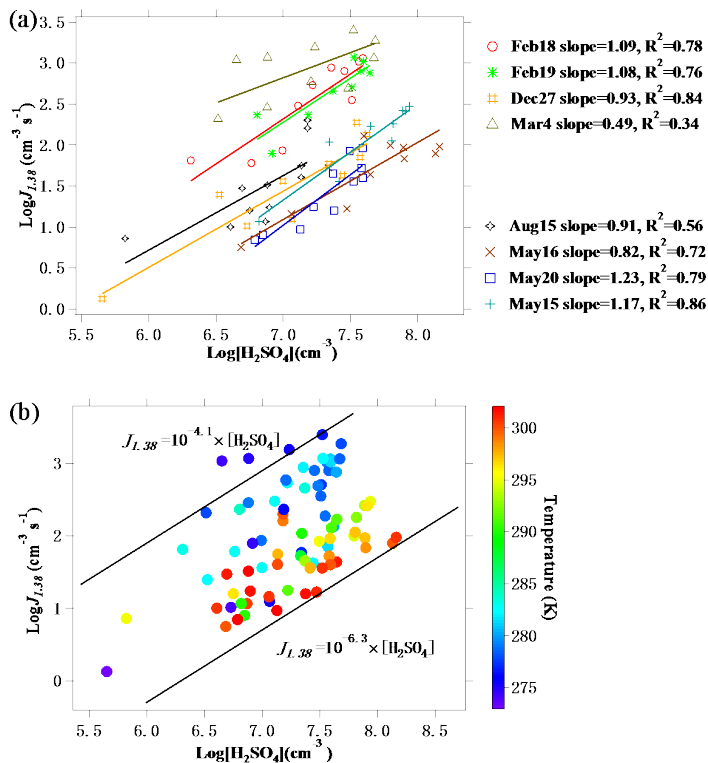 (a)
3.5
3.0
2.5
2.0
1.5
1.0
0.5
0.0
LogJ1.38 (cm-3 s-1)
5.5 6.0 6.5 7.0 7.5 8.0
Log[H2SO4](cm-3)
Feb18 slope=1.09, R2=0.78
Feb19 slope=1.08, R2=0.76
Dec27 slope=0.93, R2=0.84
Mar4 slope=0.49, R2=0.34
Aug15 slope=0.91, R2=0.56
May16 slope=0.82, R2=0.72
May20 slope=1.23, R2=0.79
May15 slope=1.17, R2=0.86
(b)
J1.38=10-4.1×[H2SO4]
J1.38=10-6.3×[H2SO4]
3
2
1
0
LogJ1.38 (cm-3 s-1)
5.5 6.0 6.5 7.0 7.5 8.0 8.5
Log[H2SO4](cm-3)
300
295
290
285
280
275
Temperature (K)